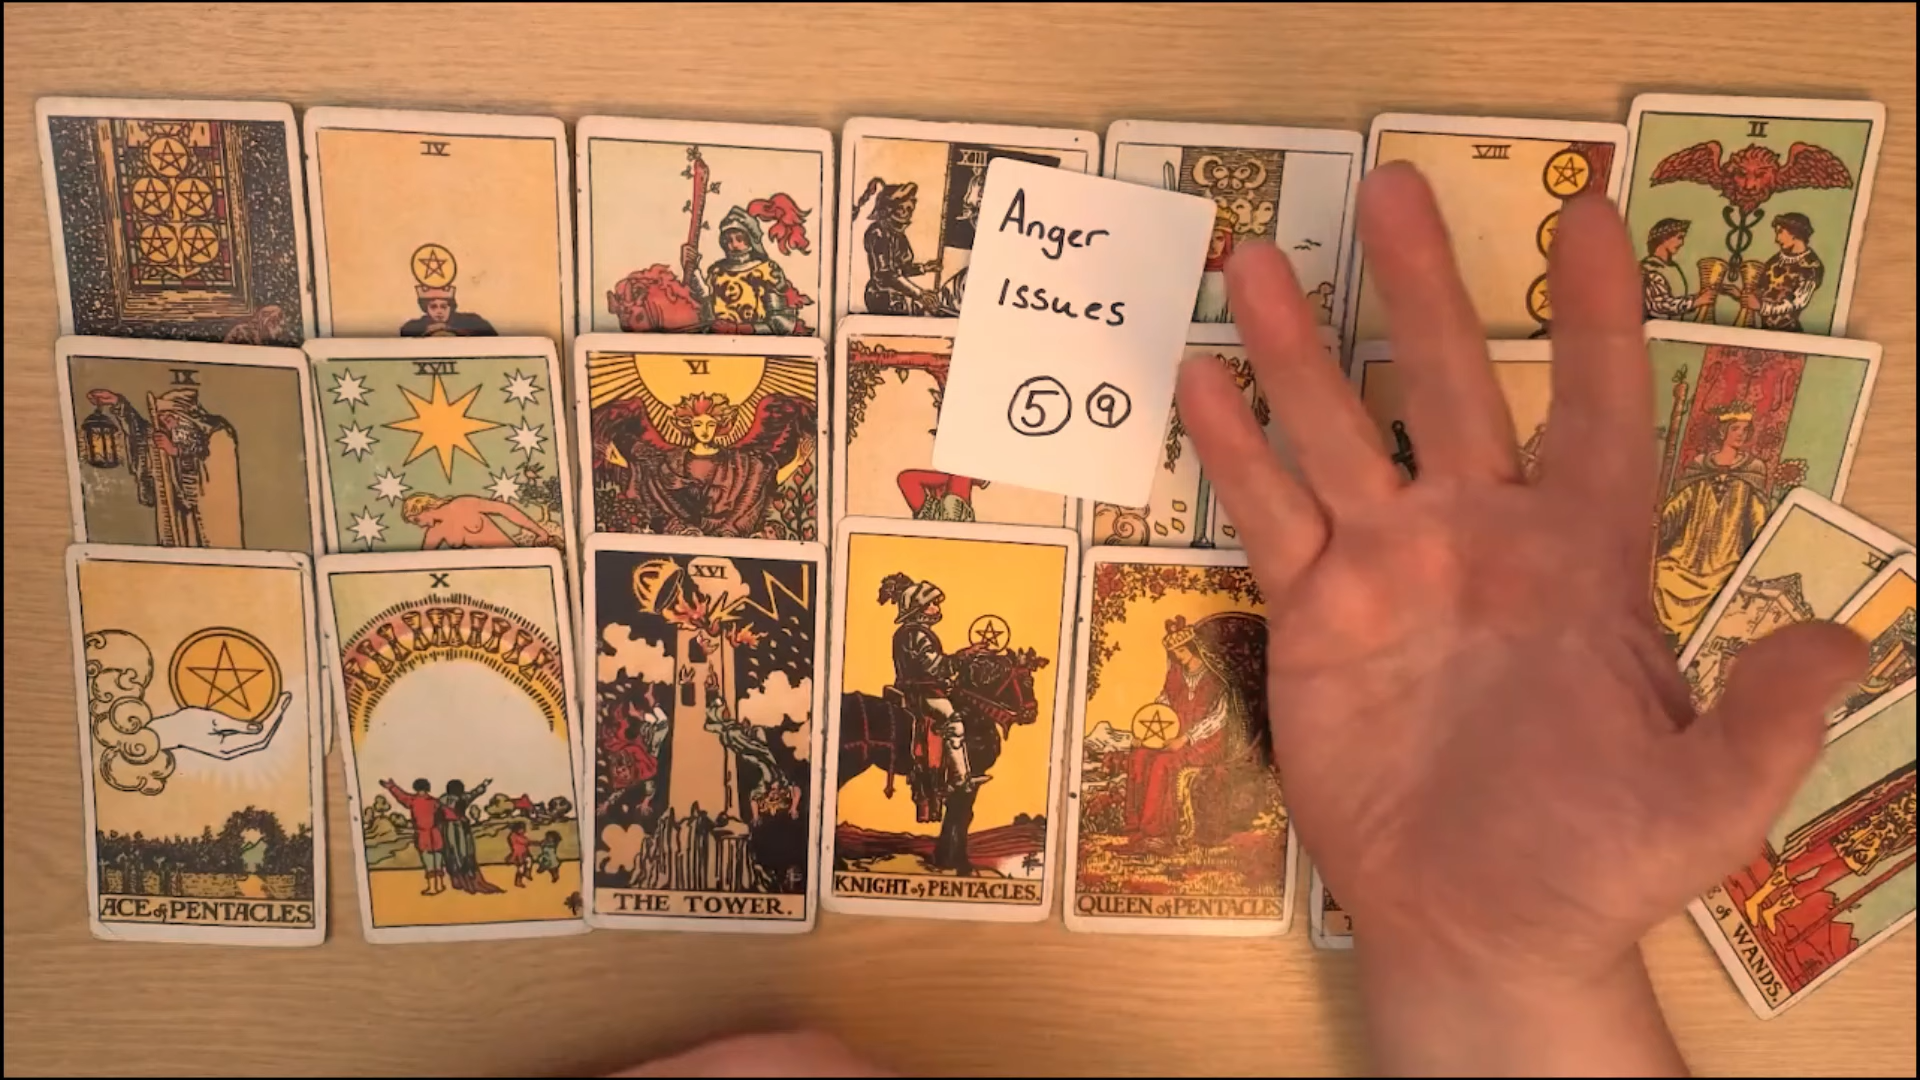 IV
XIII
VIII
II
Anger
Issues
5 9
IX
XVII
VI
X
XVI
ACE of PENTACLES
THE TOWER.
KNIGHT of PENTACLES.
QUEEN of PENTACLES
of WANDS.